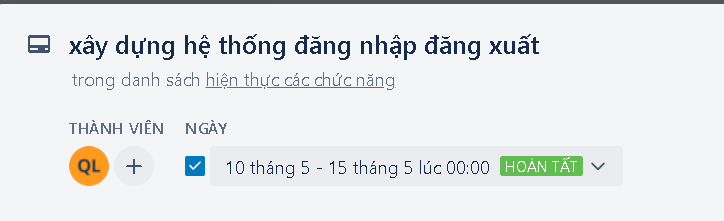 xây dựng hệ thống đăng nhập đăng xuất
trong danh sách hiện thực các chức năng
THÀNH VIÊN NGÀY
QL + 10 tháng 5 - 15 tháng 5 lúc 00:00 HOÀN TẤT